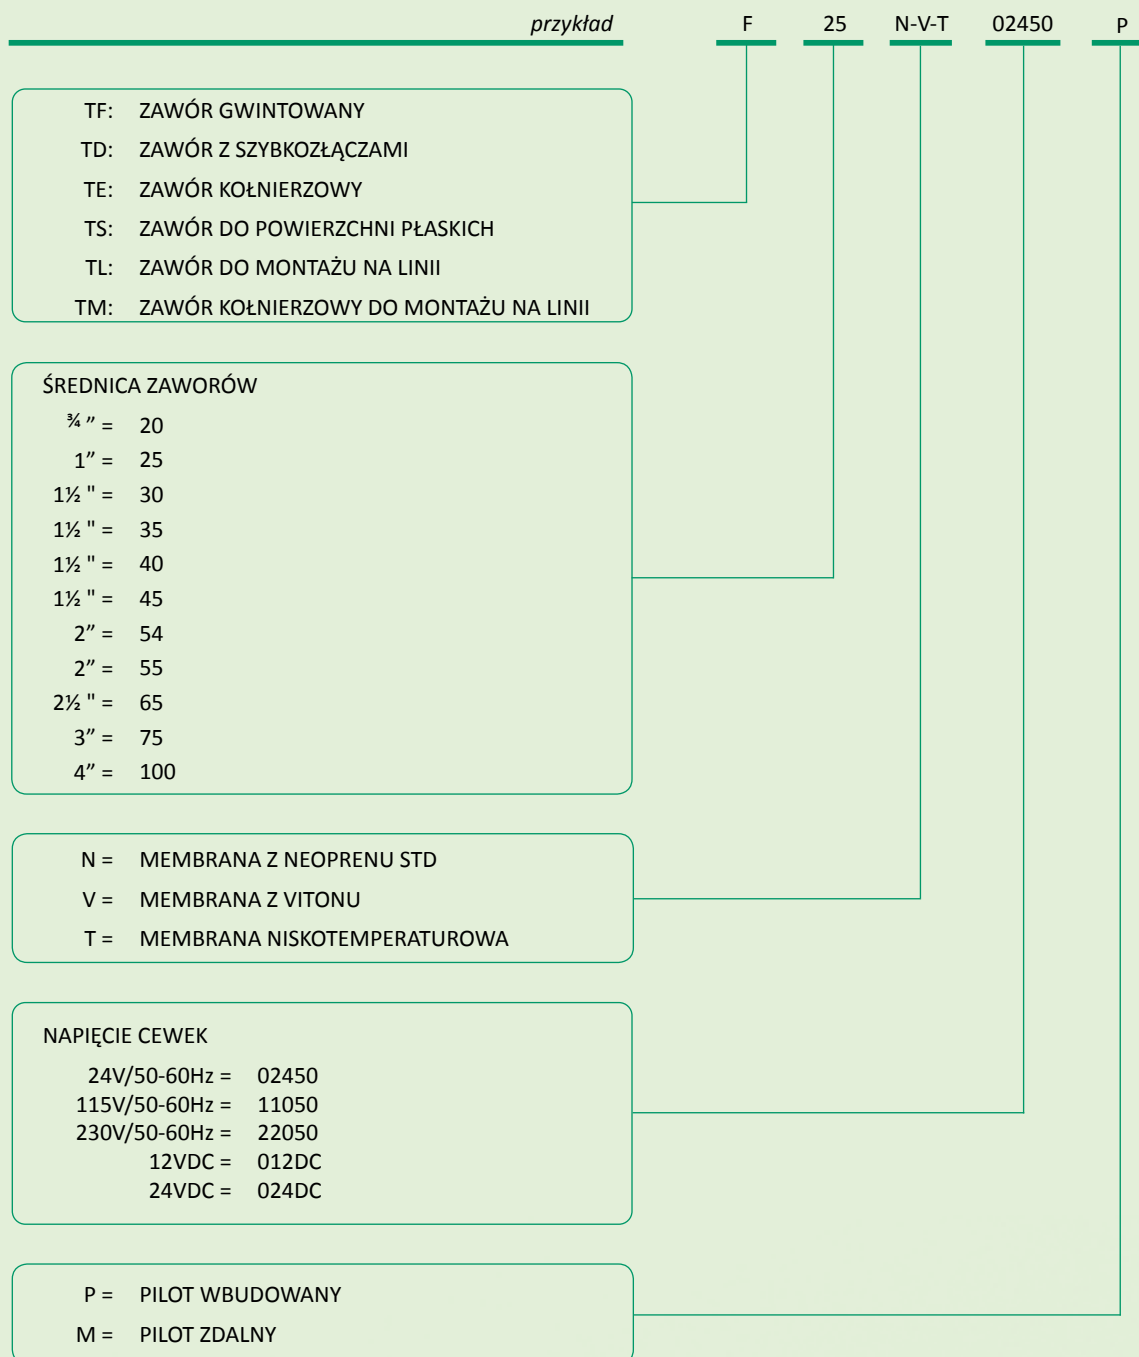 przykład F 25 N-V-T 02450 P
TF: ZAWÓR GWINTOWANY
TD: ZAWÓR Z SZYBKOZŁĄCZAMI
TE: ZAWÓR KOŁNIERZOWY
TS: ZAWÓR DO POWIERZCHNI PŁASKICH
TL: ZAWÓR DO MONTAŻU NA LINII
TM: ZAWÓR KOŁNIERZOWY DO MONTAŻU NA LINII
ŚREDNICA ZAWORÓW
¾ ” = 20
1” = 25
1½ " = 30
1½ " = 35
1½ " = 40
1½ " = 45
2” = 54
2” = 55
2½ " = 65
3” = 75
4” = 100
N = MEMBRANA Z NEOPRENU STD
V = MEMBRANA Z VITONU
T = MEMBRANA NISKOTEMPERATUROWA
NAPIĘCIE CEWEK
24V/50-60Hz = 02450
115V/50-60Hz = 11050
230V/50-60Hz = 22050
12VDC = 012DC
24VDC = 024DC
P = PILOT WBUDOWANY
M = PILOT ZDALNY